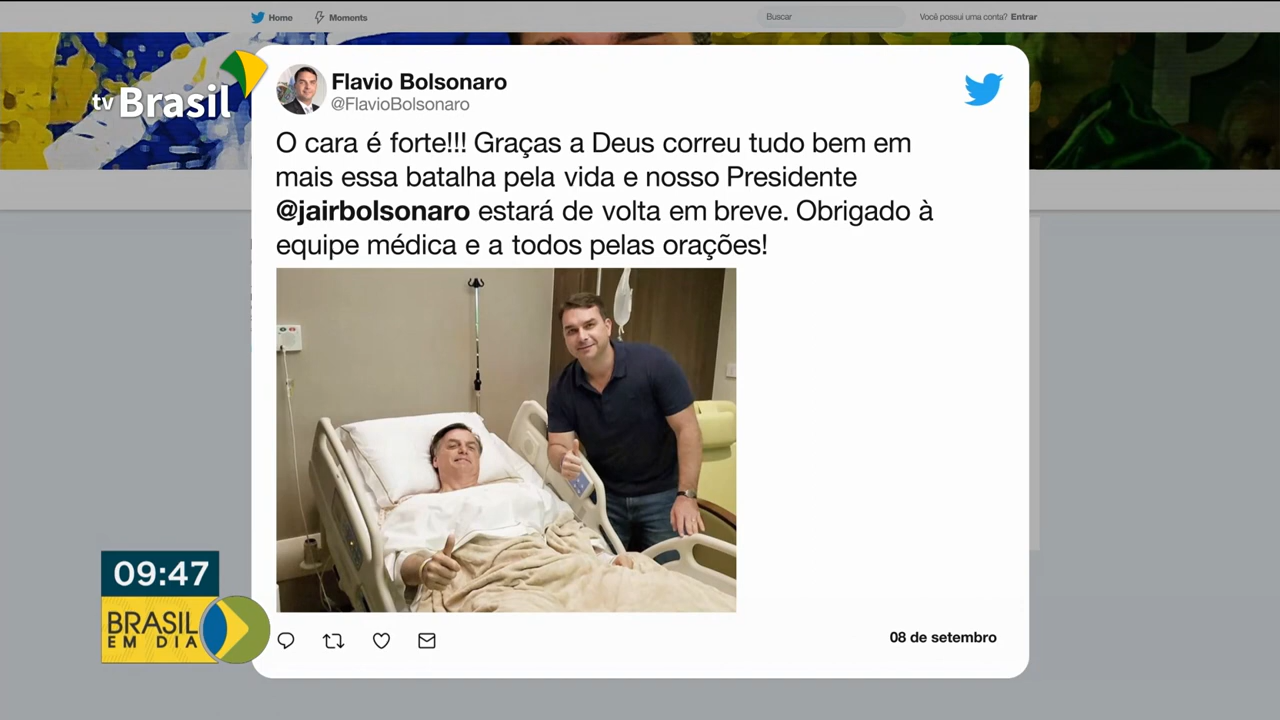 Home Moments Buscar Você possui uma conta? Entrar
tv Brasil
Flavio Bolsonaro
@FlavioBolsonaro
O cara é forte!!! Graças a Deus correu tudo bem em
mais essa batalha pela vida e nosso Presidente
@jairbolsonaro estará de volta em breve. Obrigado à
equipe médica e a todos pelas orações!
09:47
BRASIL
EM DIA
08 de setembro